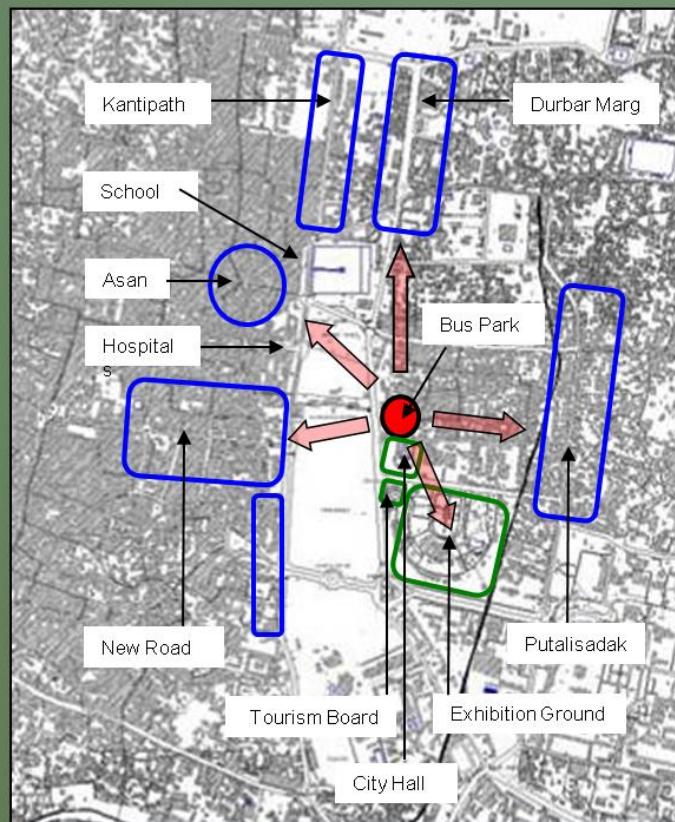 Kantipath
Durbar Marg
School
Asan
Bus Park
Hospital
s
New Road
Putalisadak
Tourism Board
Exhibition Ground
City Hall